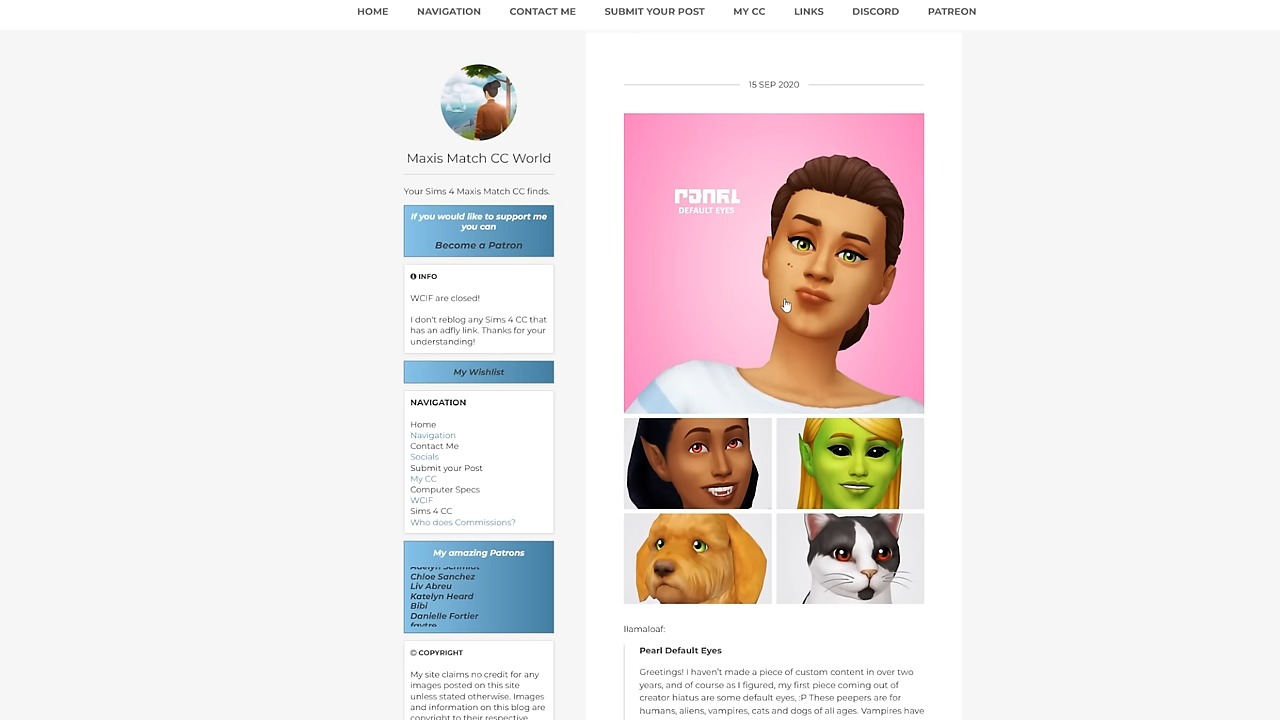 HOME NAVIGATION CONTACT ME SUBMIT YOUR POST MY CC LINKS DISCORD PATREON
Maxis Match CC World
Your Sims 4 Maxis Match CC finds.
If you would like to support me
you can
Become a Patron
INFO
WCIF are closed!
I don't reblog any Sims 4 CC that
has an adfly link. Thanks for your
understanding!
My Wishlist
NAVIGATION
Home
Navigation
Contact Me
Socials
Submit your Post
My CC
Computer Specs
WCIF
Sims 4 CC
Who does Commissions?
My amazing Patrons
Adelyn Schmidt
Chloe Sanchez
Liv Abreu
Katelyn Heard
Bibi
Danielle Fortier
faytre
© COPYRIGHT
My site claims no credit for any
images posted on this site
unless stated otherwise. Images
and information on this blog are
copyright to their respective
15 SEP 2020
PEARL
DEFAULT EYES
llamaloaf:
Pearl Default Eyes
Greetings! I haven't made a piece of custom content in over two
years, and of course as I figured, my first piece coming out of
creator hiatus are some default eyes, :P These peepers are for
humans, aliens, vampires, cats and dogs of all ages. Vampires have